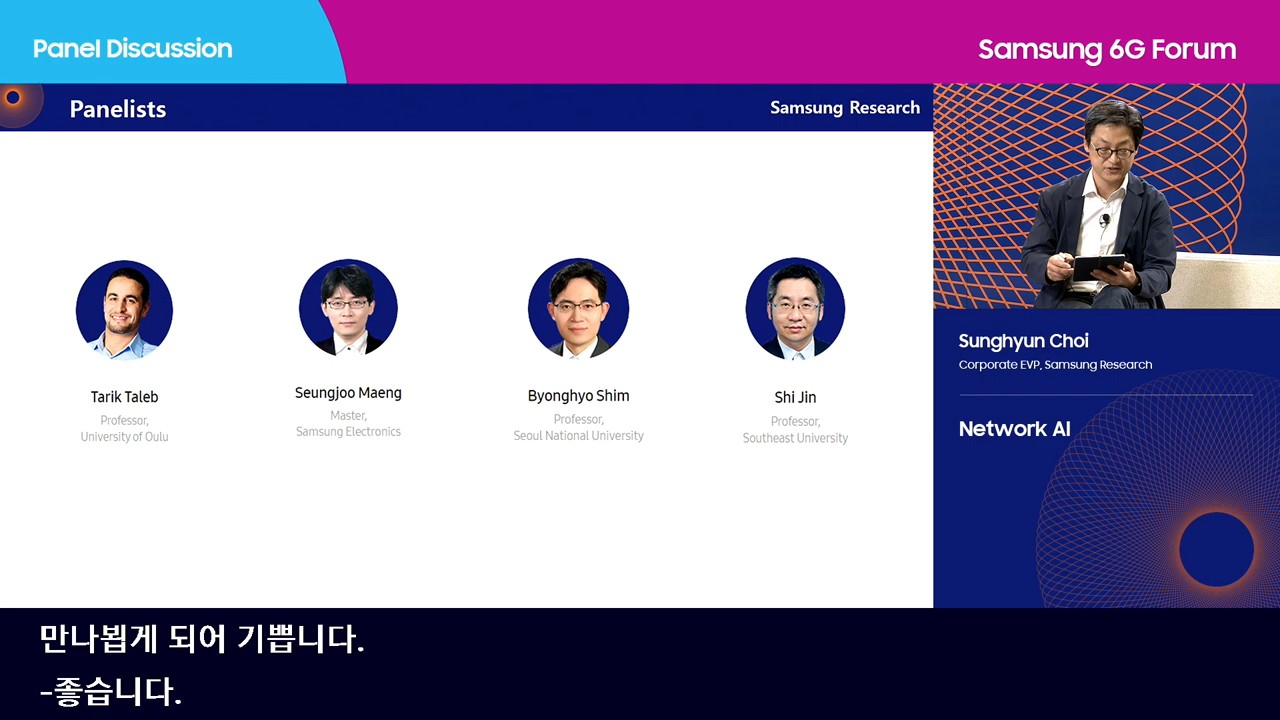 Panel Discussion
Samsung 6G Forum
Panelists
Samsung Research
Tarik Taleb
Professor,
University of Oulu
Seungjoo Maeng
Master,
Samsung Electronics
Byonghyo Shim
Professor,
Seoul National University
Shi Jin
Professor,
Southeast University
Sunghyun Choi
Corporate EVP, Samsung Research
Network AI
만나뵙게 되어 기쁩니다.
-좋습니다.